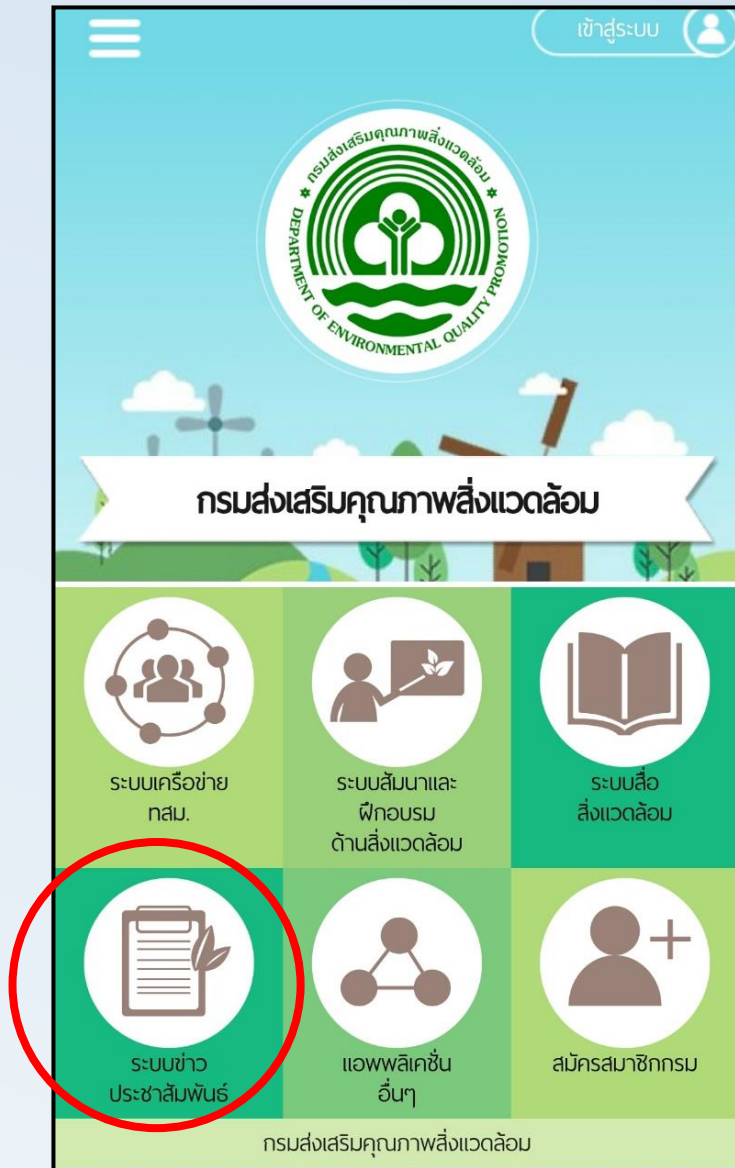 เข้าสู่ระบบ
กรมส่งเสริมคุณภาพสิ่งแวดล้อม
DEPARTMENT OF ENVIRONMENTAL QUALITY PROMOTION
กรมส่งเสริมคุณภาพสิ่งแวดล้อม
ระบบเครือข่าย
ทสม.
ระบบสัมนาและ
ฝึกอบรม
ด้านสิ่งแวดล้อม
ระบบสื่อ
สิ่งแวดล้อม
ระบบข่าว
ประชาสัมพันธ์
แอพพลิเคชั่น
อื่นๆ
สมัครสมาชิกกรม
กรมส่งเสริมคุณภาพสิ่งแวดล้อม